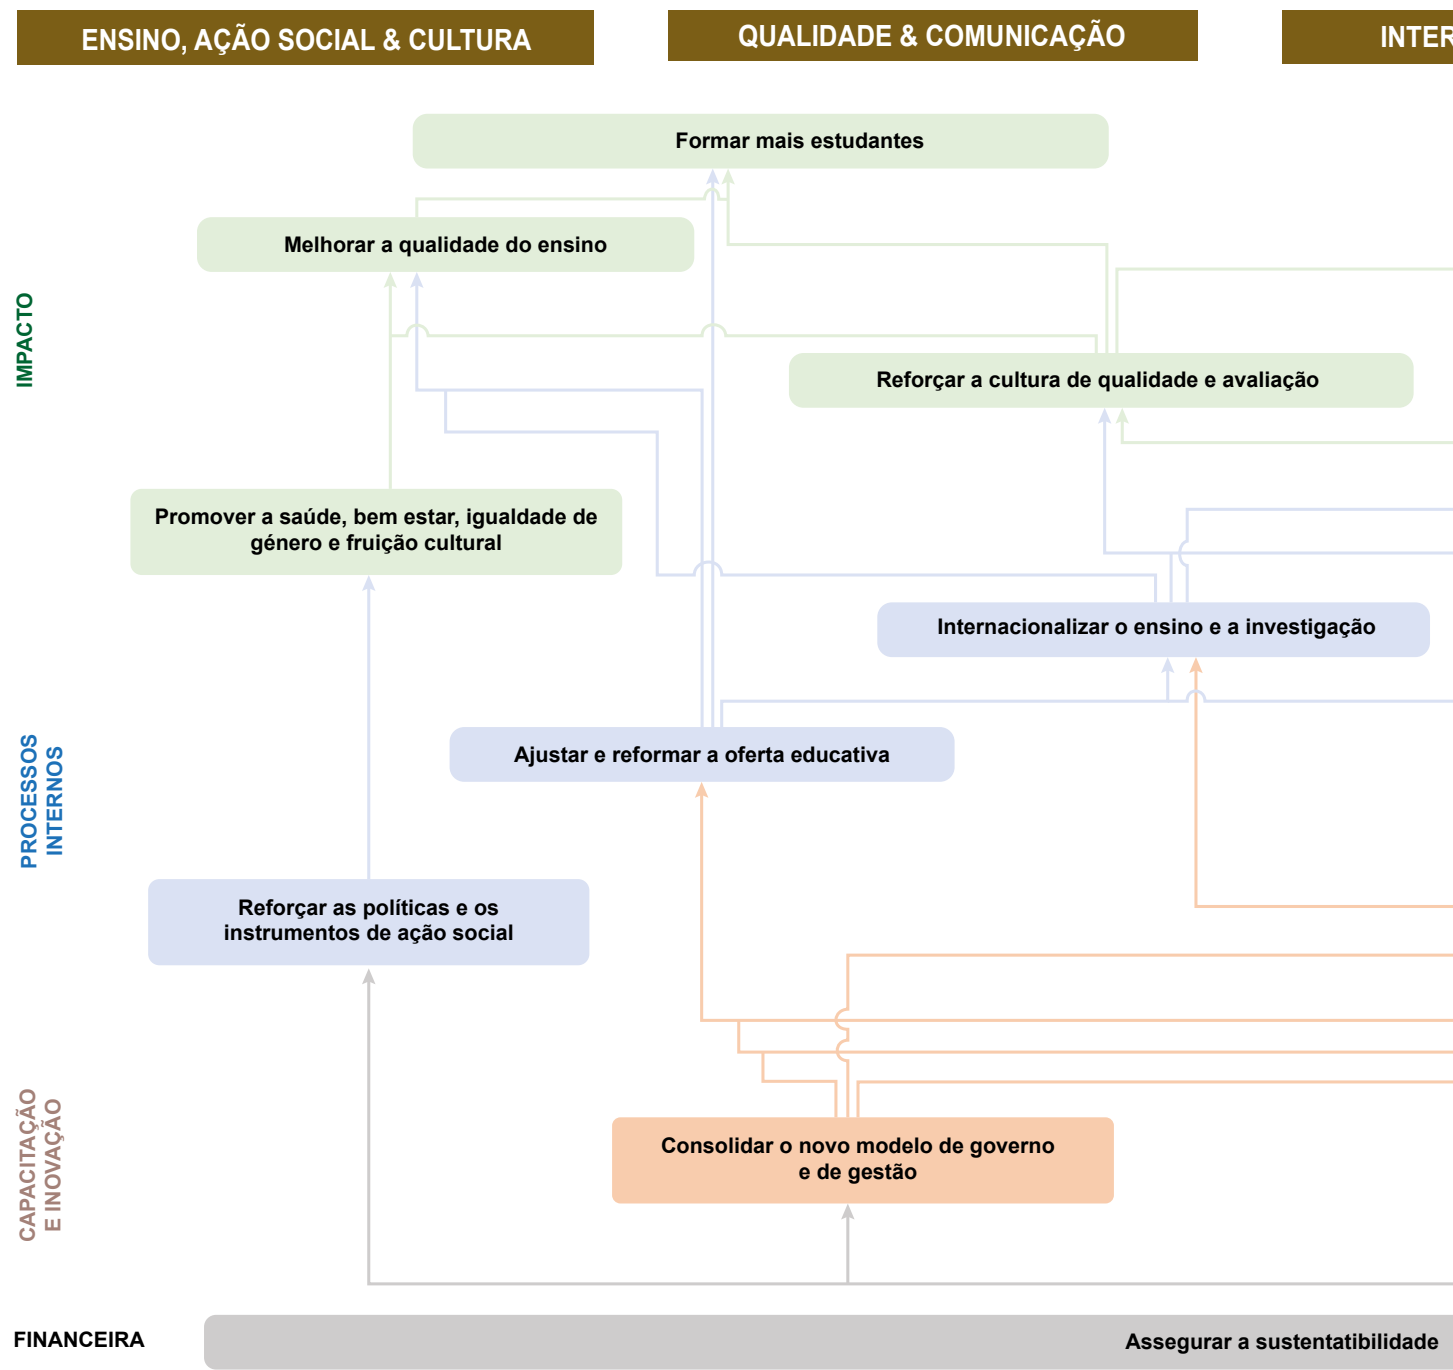 ENSINO, AÇÃO SOCIAL & CULTURA
QUALIDADE & COMUNICAÇÃO
INTER
Formar mais estudantes
Melhorar a qualidade do ensino
IMPACTO
Reforçar a cultura de qualidade e avaliação
Promover a saúde, bem estar, igualdade de
género e fruição cultural
Internacionalizar o ensino e a investigação
PROCESSOS
INTERNOS
Ajustar e reformar a oferta educativa
Reforçar as políticas e os
instrumentos de ação social
CAPACITAÇÃO
E INOVAÇÃO
Consolidar o novo modelo de governo
e de gestão
FINANCEIRA
Assegurar a sustentatibilidade